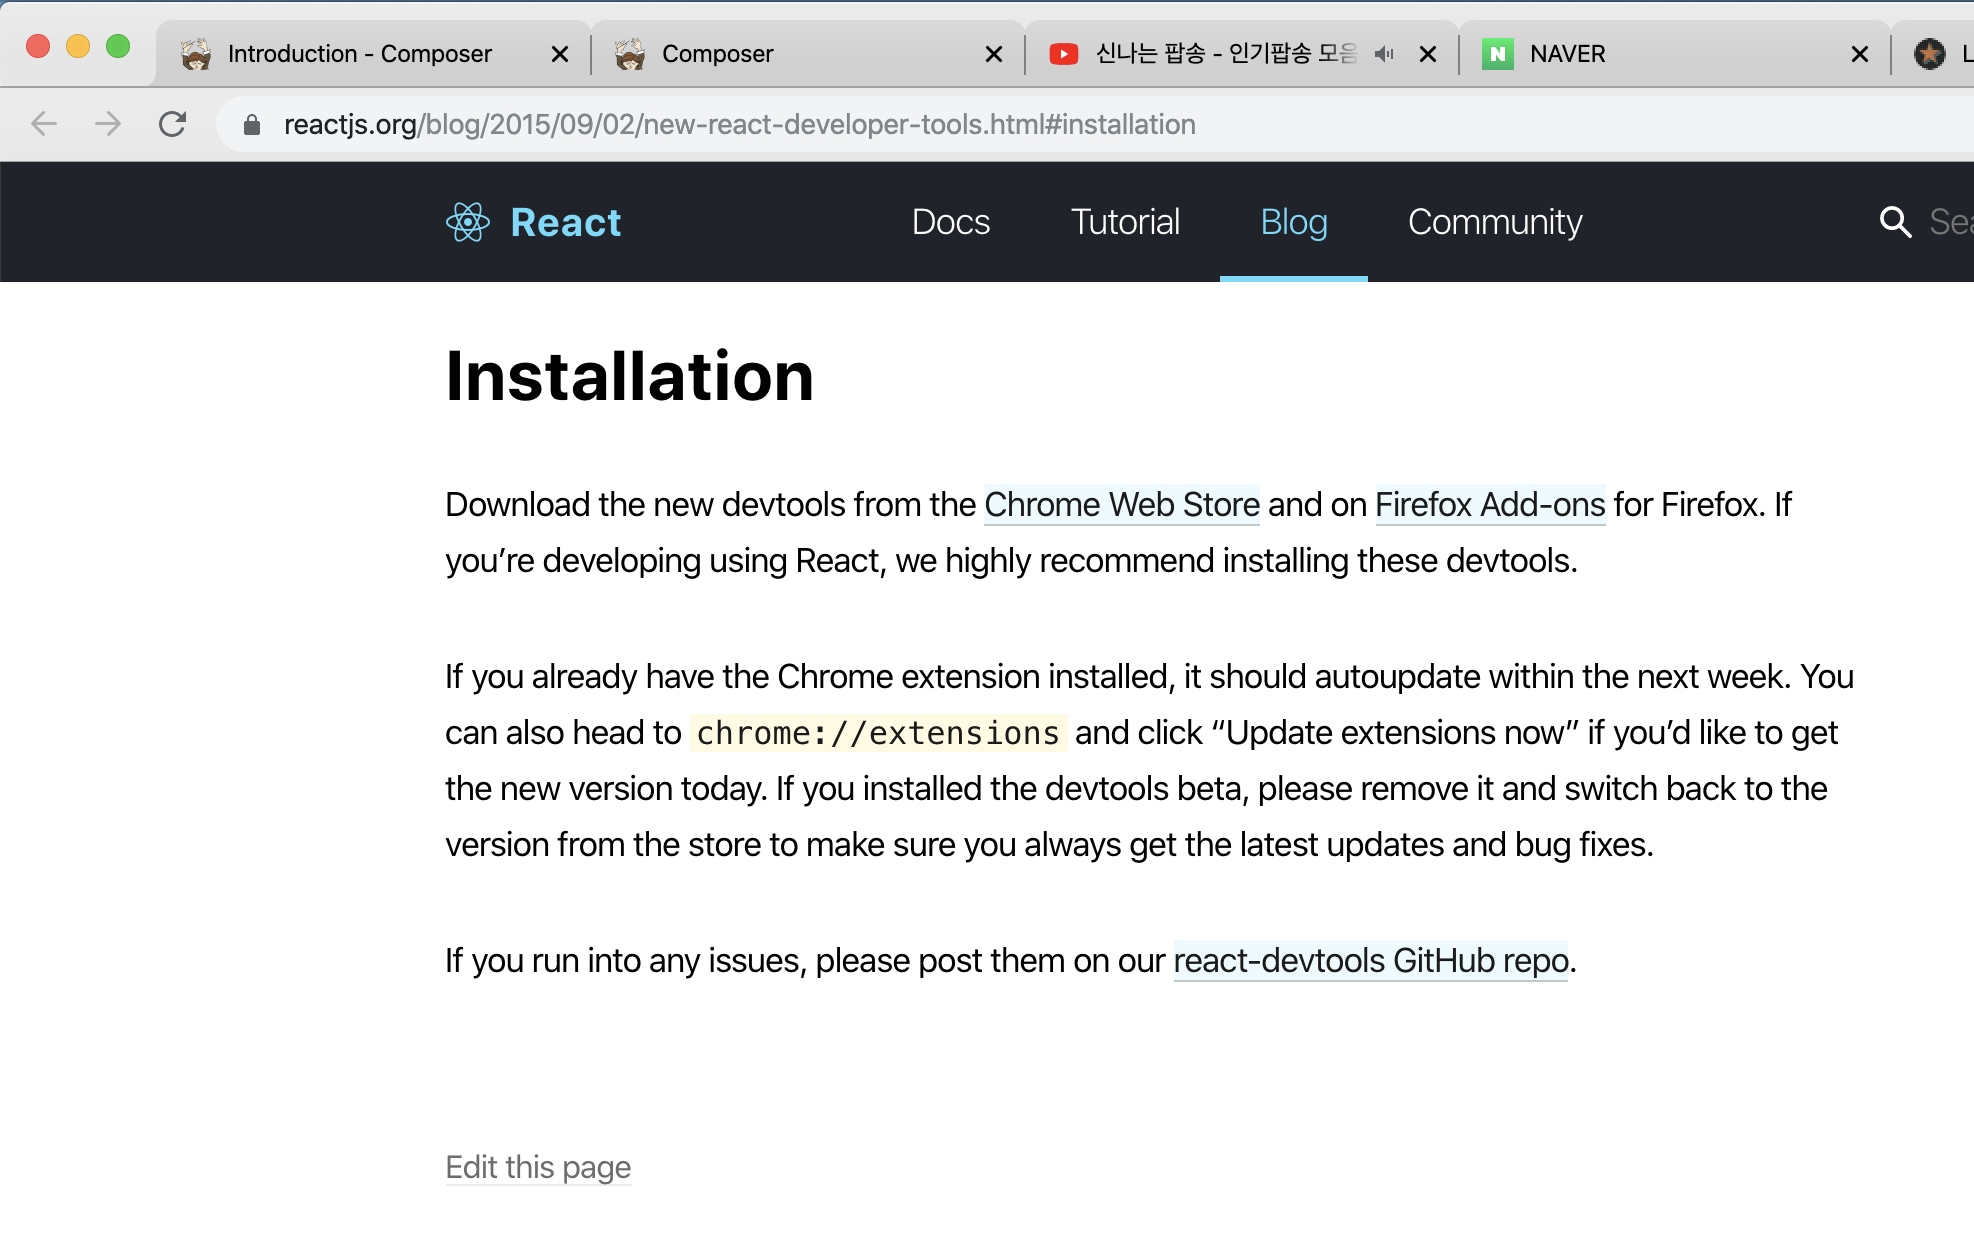 Introduction - Composer
Composer
신나는 팝송 - 인기팝송 모음
NAVER
L
reactjs.org/blog/2015/09/02/new-react-developer-tools.html#installation
React
Docs
Tutorial
Blog
Community
Sea
Installation
Download the new devtools from the Chrome Web Store and on Firefox Add-ons for Firefox. If
you’re developing using React, we highly recommend installing these devtools.
If you already have the Chrome extension installed, it should autoupdate within the next week. You
can also head to chrome://extensions and click “Update extensions now” if you’d like to get
the new version today. If you installed the devtools beta, please remove it and switch back to the
version from the store to make sure you always get the latest updates and bug fixes.
If you run into any issues, please post them on our react-devtools GitHub repo.
Edit this page